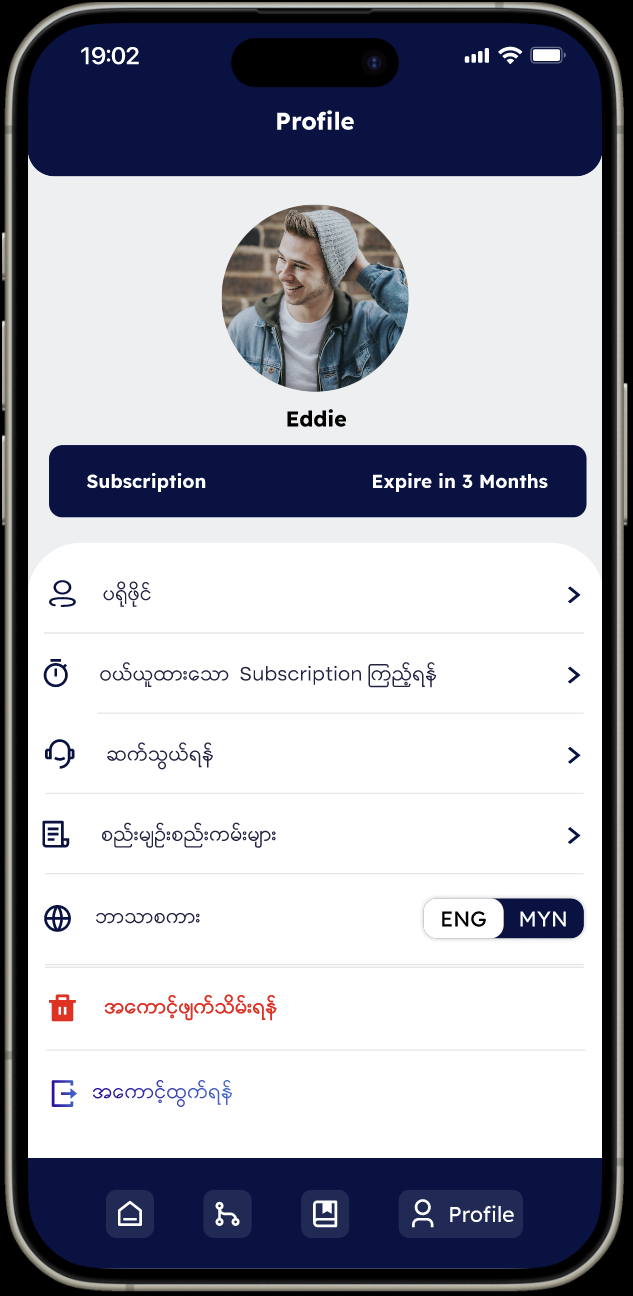 19:02
Profile
Eddie
Subscription Expire in 3 Months
ပရိုဖိုင်
ဝယ်ယူထားသော Subscription ကြည့်ရန်
ဆက်သွယ်ရန်
စည်းမျဉ်းစည်းကမ်းများ
ဘာသာစကား ENG MYN
အကောင့်ဖျက်သိမ်းရန်
အကောင့်ထွက်ရန်
Profile